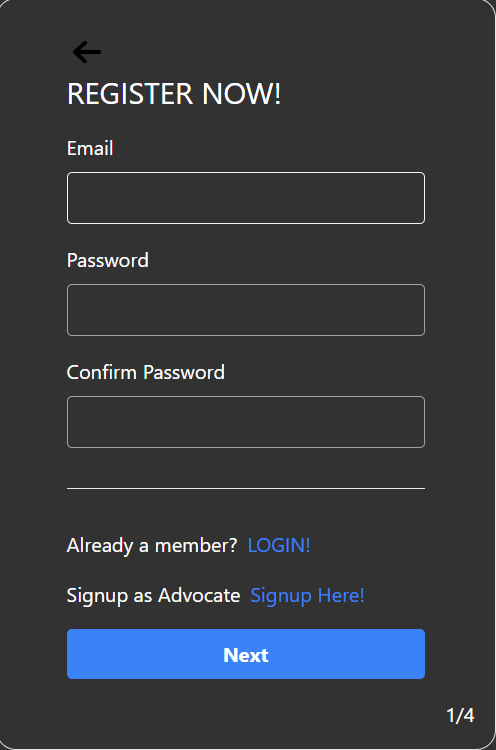 REGISTER NOW!
Email
Password
Confirm Password
Already a member? LOGIN!
Signup as Advocate Signup Here!
Next
1/4